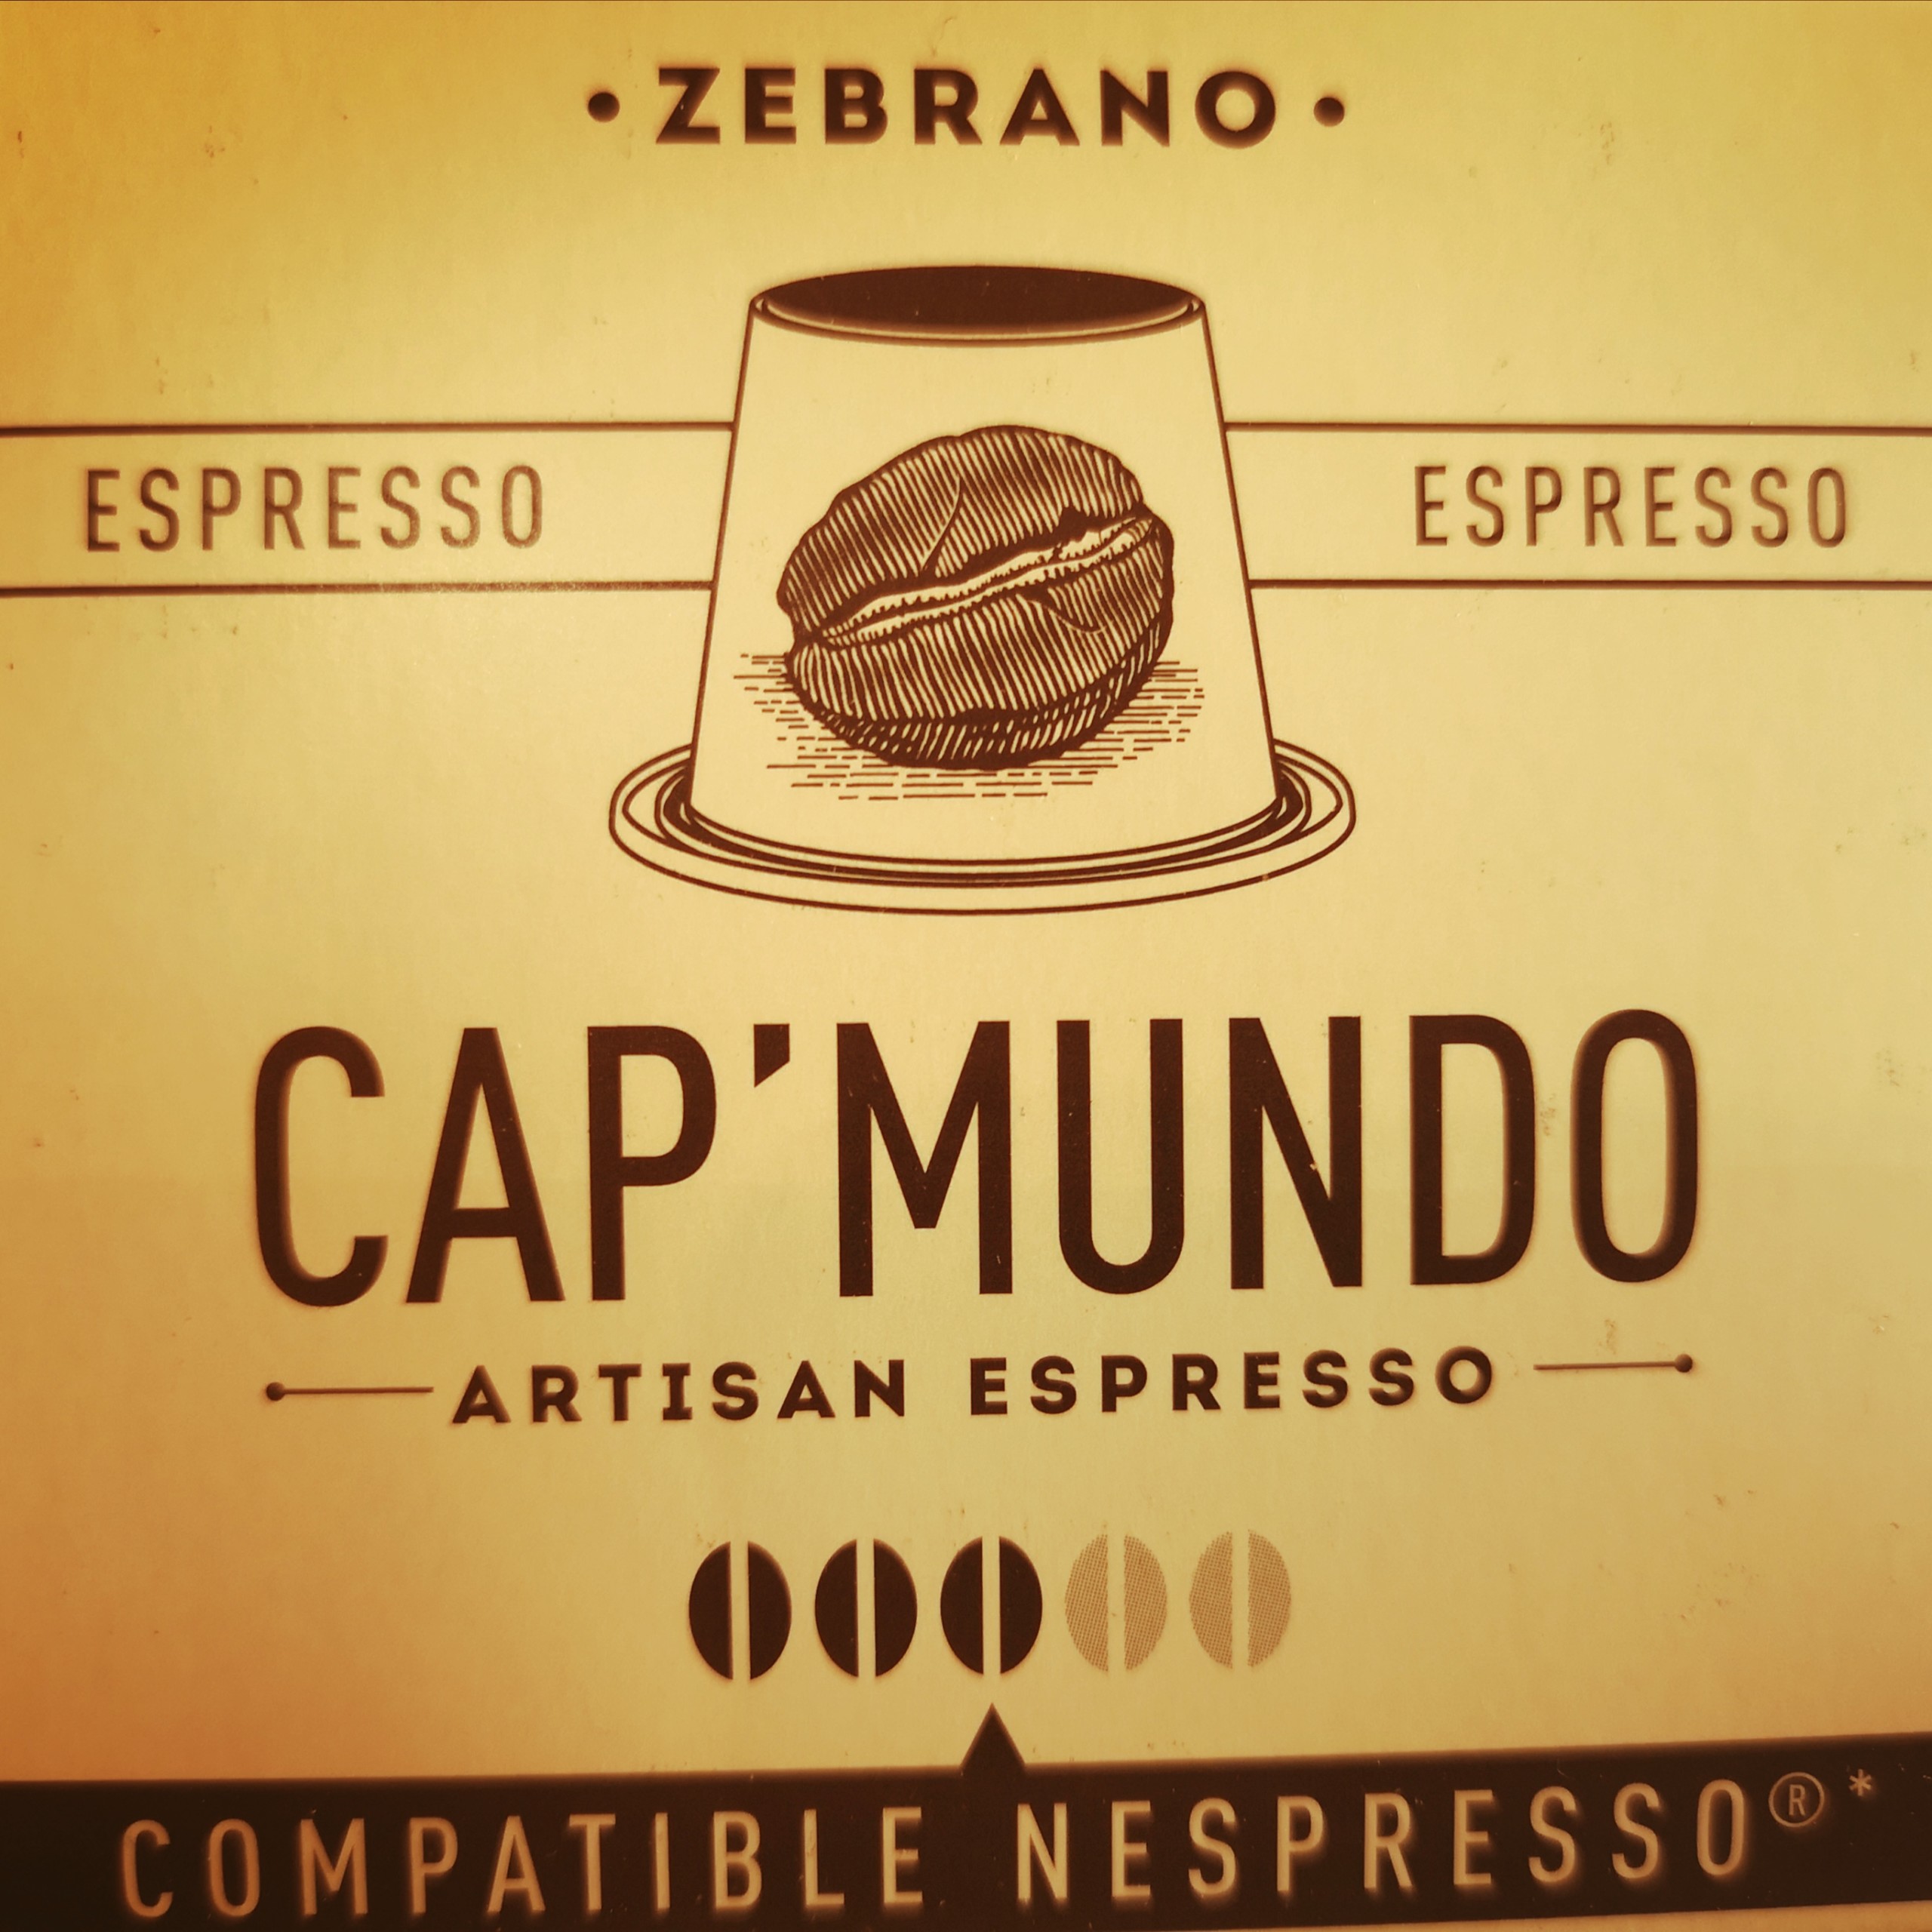 • ZEBRANO •
ESPRESSO ESPRESSO
CAP'MUNDO
ARTISAN ESPRESSO
COMPATIBLE NESPRESSO®*